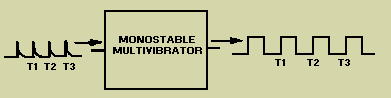 MONOSTABLE
MULTIVIBRATOR
T1 T2 T3
T1 T2 T3